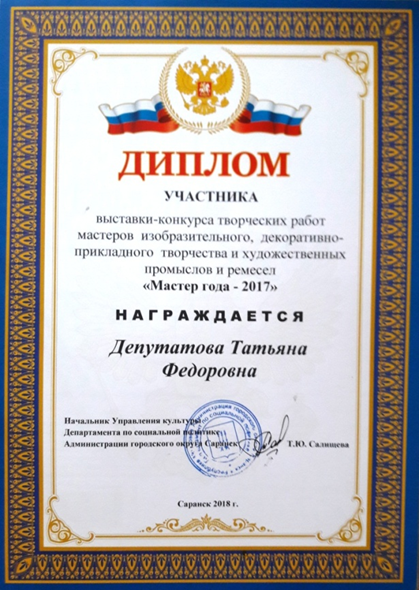 ДИПЛОМ
УЧАСТНИКА
выставки-конкурса творческих работ
мастеров изобразительного, декоративно-
прикладного творчества и художественных
промыслов и ремесел
«Мастер года - 2017»
НАГРАЖДАЕТСЯ
Депутатова Татьяна
Федоровна
Начальник Управления культуры
Департамента по социальной политике
Администрации городского округа Саранск Т.Ю. Салищева
Саранск 2018 г.